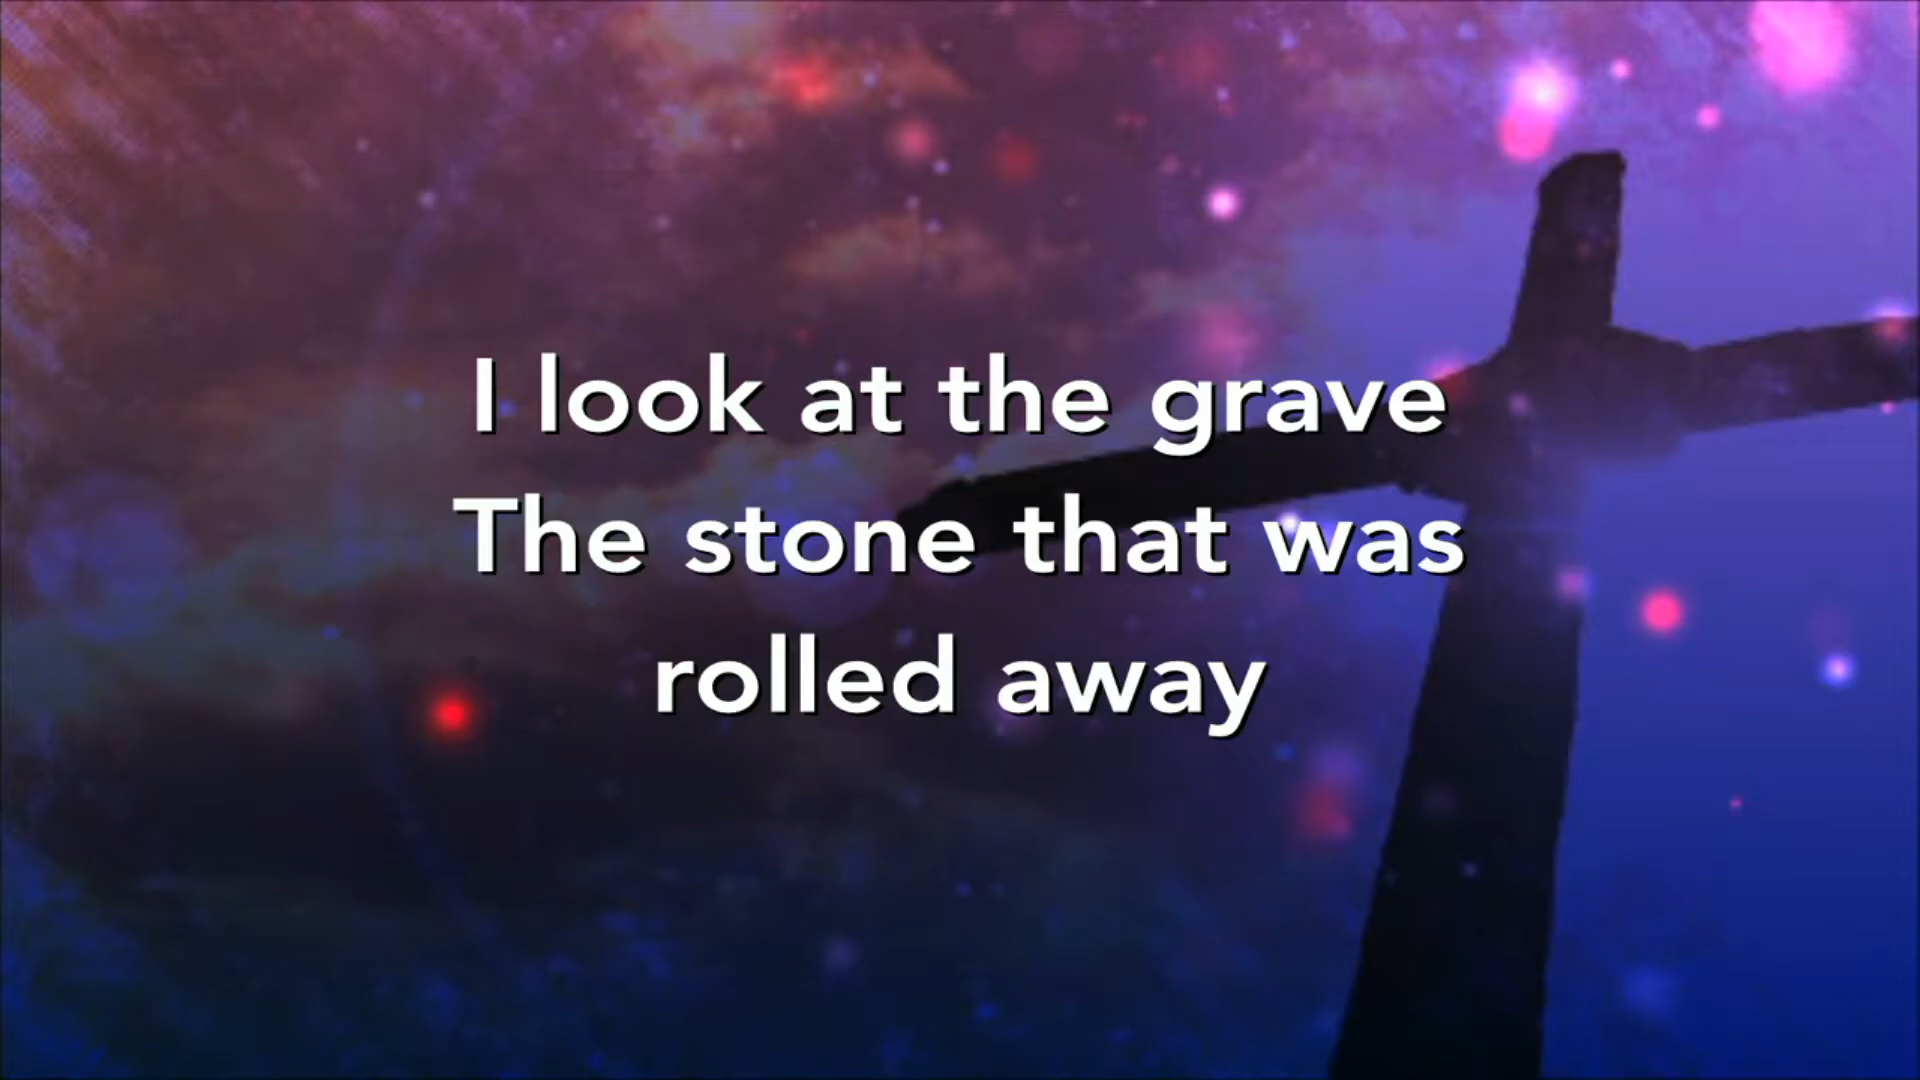 I look at the grave
The stone that was
rolled away